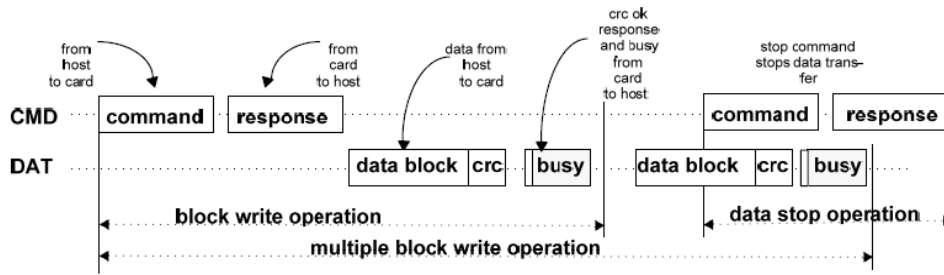 crc ok
response
and busy
from
card
to host
from
host
to card
from
card
to host
data from
host
to card
stop command
stops data trans-
fer
CMD
command
response
command
response
DAT
data block
crc
busy
data block
crc
busy
block write operation
data stop operation
multiple block write operation